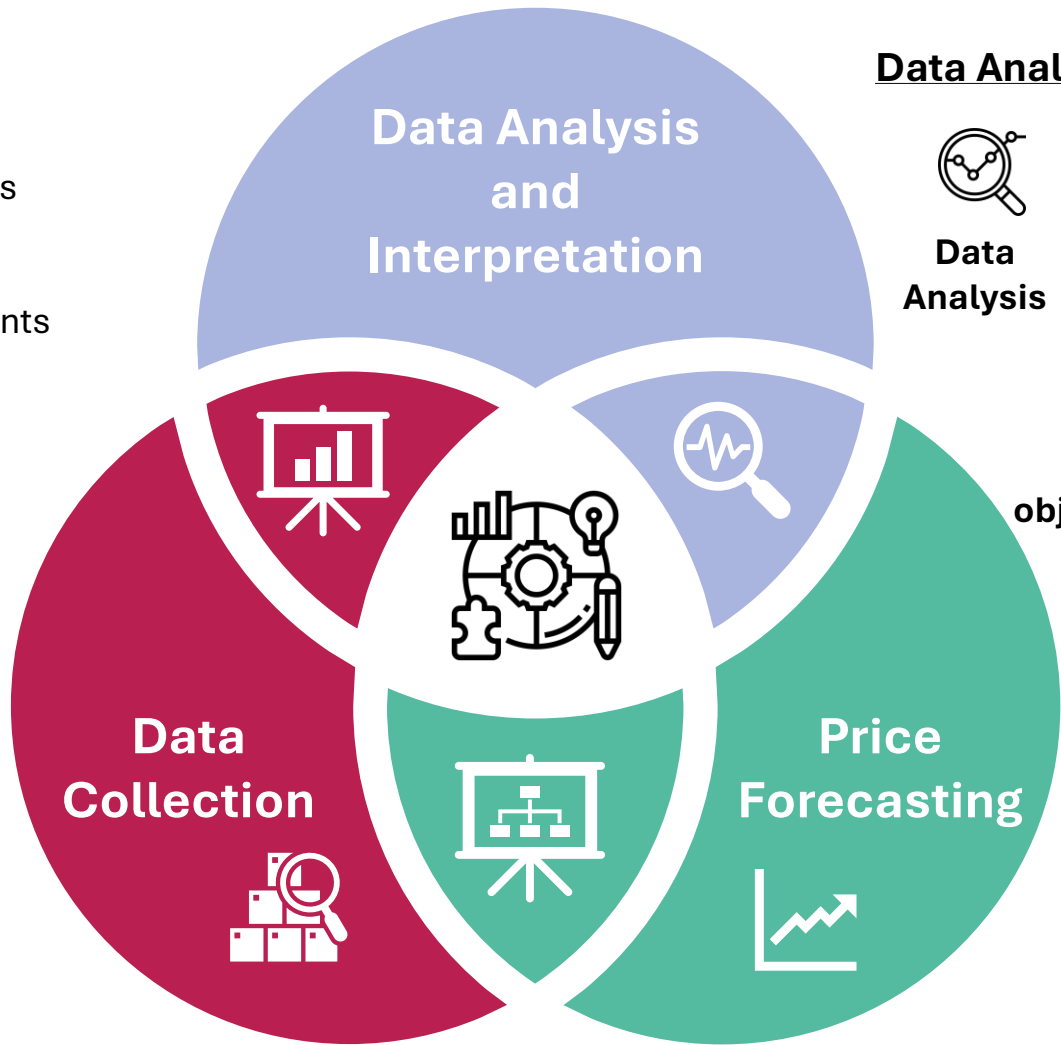 Data Anal
Data Analysis
and
Interpretation
s
Data
Analysis
nts
obj
Data
Collection
Price
Forecasting